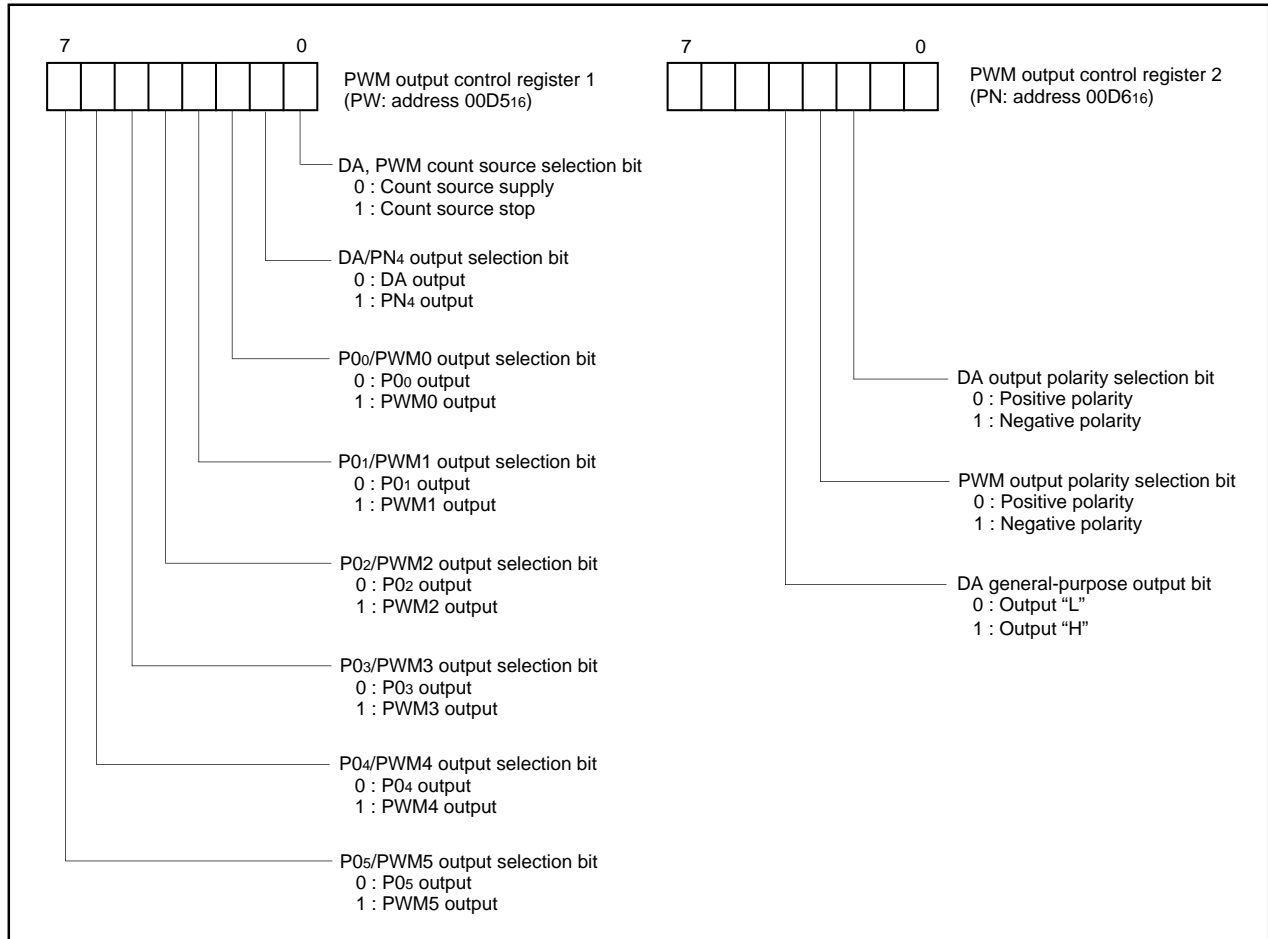 7 0
PWM output control register 1
(PW: address 00D516)
DA, PWM count source selection bit
0 : Count source supply
1 : Count source stop
DA/PN4 output selection bit
0 : DA output
1 : PN4 output
P00/PWM0 output selection bit
0 : P00 output
1 : PWM0 output
P01/PWM1 output selection bit
0 : P01 output
1 : PWM1 output
P02/PWM2 output selection bit
0 : P02 output
1 : PWM2 output
P03/PWM3 output selection bit
0 : P03 output
1 : PWM3 output
P04/PWM4 output selection bit
0 : P04 output
1 : PWM4 output
P05/PWM5 output selection bit
0 : P05 output
1 : PWM5 output
7 0
PWM output control register 2
(PN: address 00D616)
DA output polarity selection bit
0 : Positive polarity
1 : Negative polarity
PWM output polarity selection bit
0 : Positive polarity
1 : Negative polarity
DA general-purpose output bit
0 : Output “L”
1 : Output “H”